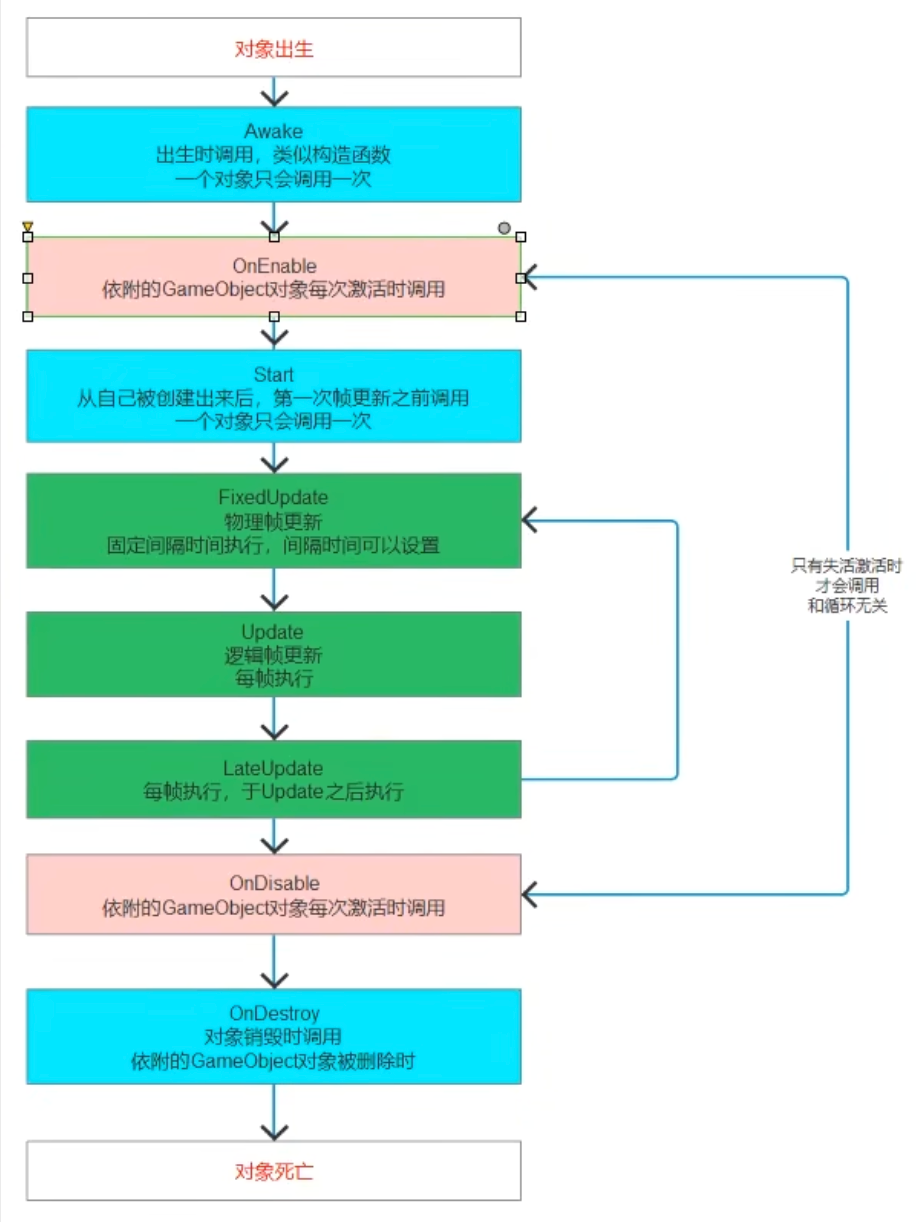 对象出生
Awake
出生时调用，类似构造函数
一个对象只会调用一次
OnEnable
依附的GameObject对象每次激活时调用
Start
从自己被创建出来后，第一次帧更新之前调用
一个对象只会调用一次
FixedUpdate
物理帧更新
固定间隔时间执行，间隔时间可以设置
只有失活激活时
才会调用
和循环无关
Update
逻辑帧更新
每帧执行
LateUpdate
每帧执行，于Update之后执行
OnDisable
依附的GameObject对象每次激活时调用
OnDestroy
对象销毁时调用
依附的GameObject对象被删除时
对象死亡